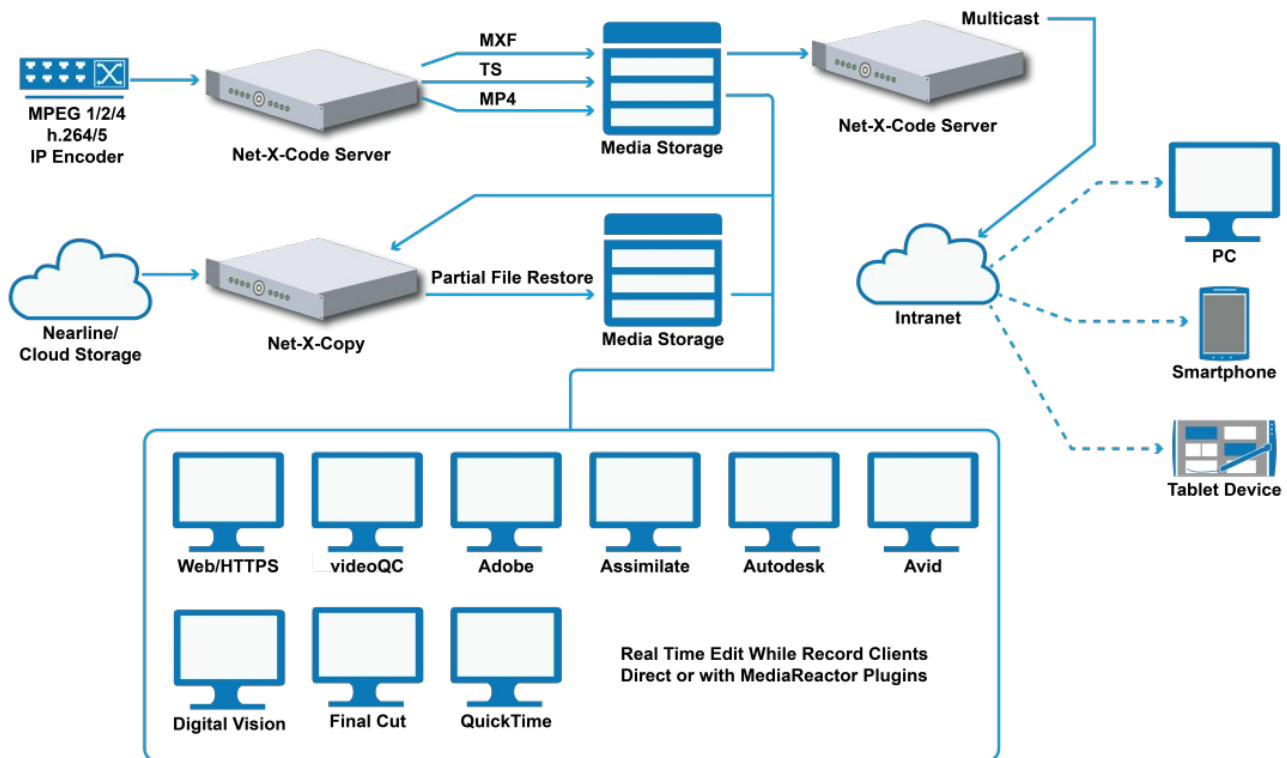 Multicast
MXF
TS
MP4
MPEG 1/2/4
h.264/5
IP Encoder
Net-X-Code Server
Media Storage
Net-X-Code Server
PC
Partial File Restore
Nearline/
Cloud Storage
Net-X-Copy
Media Storage
Intranet
Smartphone
Tablet Device
Web/HTTPS
videoQC
Adobe
Assimilate
Autodesk
Avid
Real Time Edit While Record Clients
Direct or with MediaReactor Plugins
Digital Vision
Final Cut
QuickTime